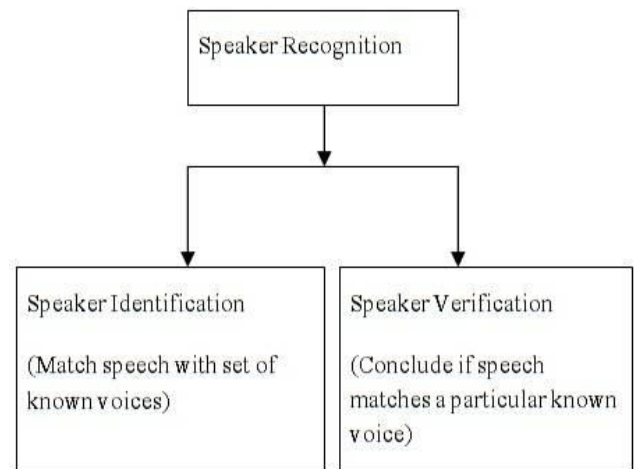 Speaker Recognition
Speaker Identification
(Match speech with set of
known voices)
Speaker Verification
(Conclude if speech
matches a particular known
voice)